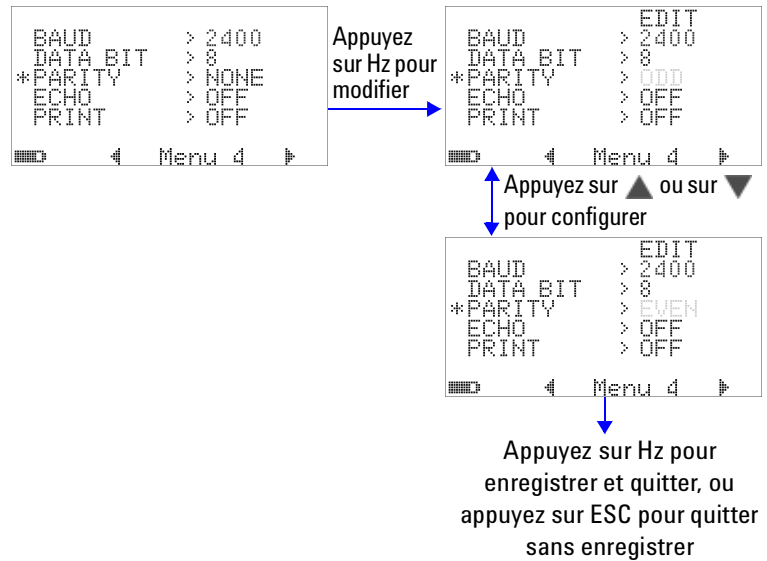 BAUD > 2400
DATA BIT > 8
*PARITY > NONE
ECHO > OFF
PRINT > OFF
Menu 4
Appuyez
sur Hz pour
modifier
EDIT
BAUD > 2400
DATA BIT > 8
*PARITY > ODD
ECHO > OFF
PRINT > OFF
Menu 4
Appuyez sur ▲ ou sur ▼
pour configurer
EDIT
BAUD > 2400
DATA BIT > 8
*PARITY > EVEN
ECHO > OFF
PRINT > OFF
Menu 4
Appuyez sur Hz pour
enregistrer et quitter, ou
appuyez sur ESC pour quitter
sans enregistrer